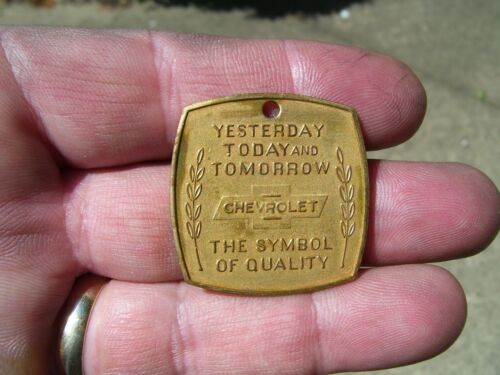 YESTERDAY
TODAY AND
TOMORROW
CHEVROLET
THE SYMBOL
OF QUALITY